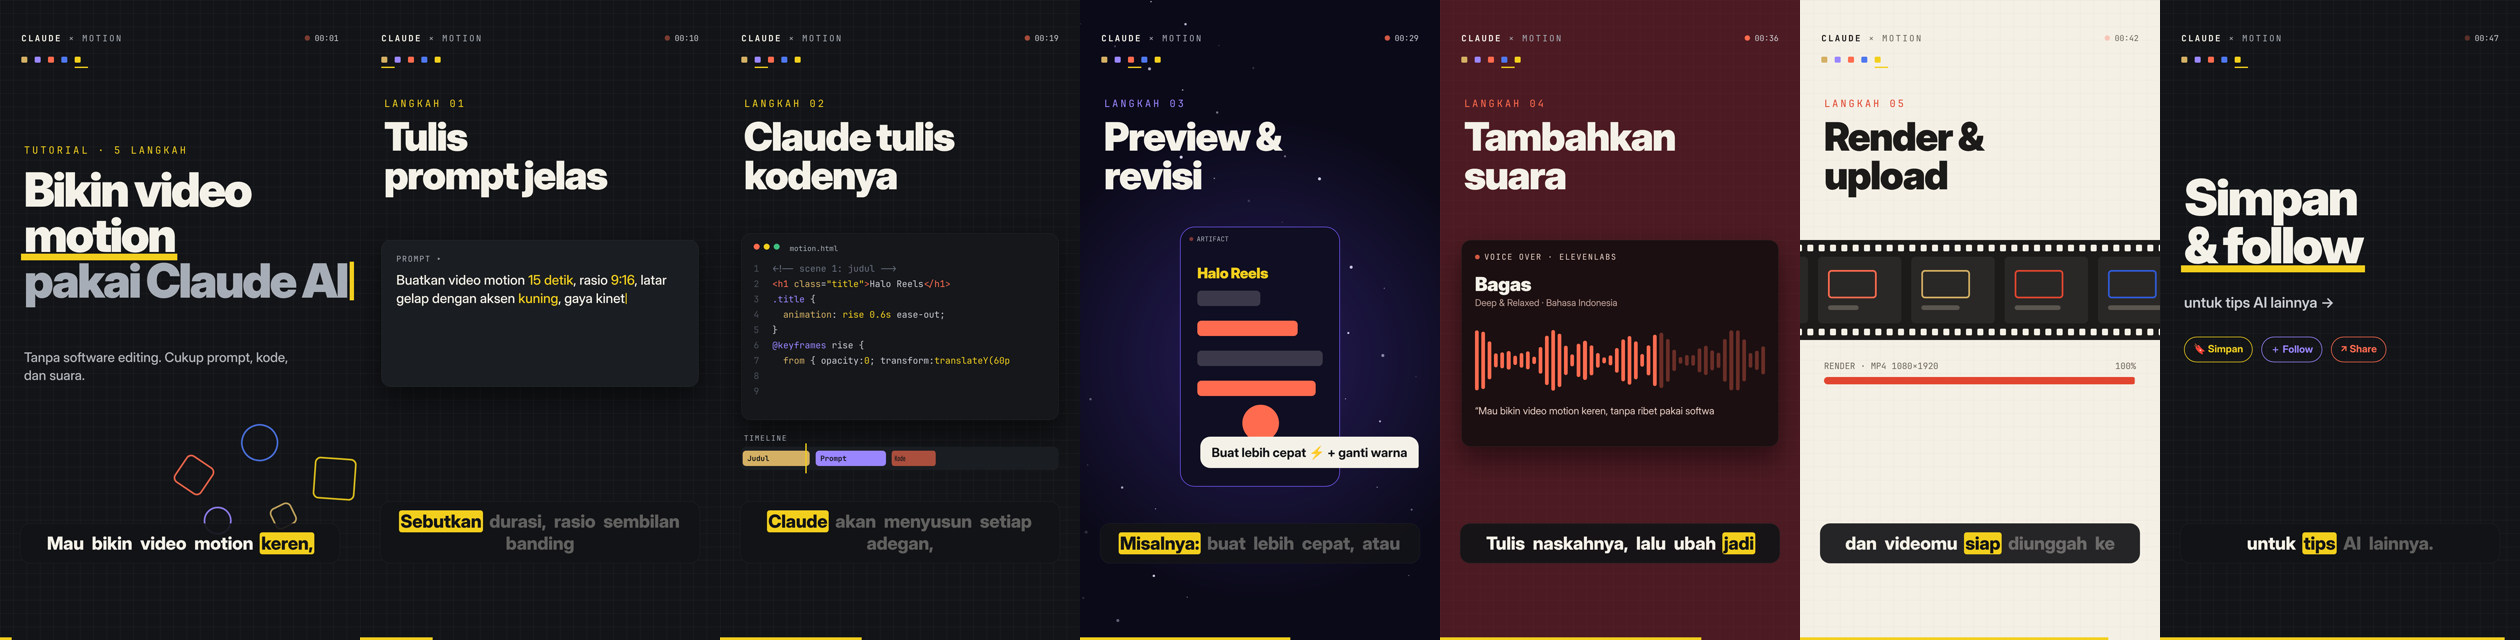 CLAUDE × MOTION
00:01
TUTORIAL · 5 LANGKAH
Bikin video
motion
pakai Claude AI
Tanpa software editing. Cukup prompt, kode,
dan suara.
Mau bikin video motion keren,
CLAUDE × MOTION
00:10
LANGKAH 01
Tulis
prompt jelas
PROMPT
Buatkan video motion 15 detik, rasio 9:16, latar
gelap dengan aksen kuning, gaya kinet
Sebutkan durasi, rasio sembilan
banding
CLAUDE × MOTION
00:19
LANGKAH 02
Claude tulis
kodenya
motion.html
1 <!-- scene 1: judul -->
2 <h1 class="title">Halo Reels</h1>
3 .title {
4 animation: rise 0.6s ease-out;
5 }
6 @keyframes rise {
7 from { opacity:0; transform:translateY(60p
8
9
TIMELINE
Judul Prompt Kode
Claude akan menyusun setiap
adegan,
CLAUDE × MOTION
00:29
LANGKAH 03
Preview &
revisi
ARTIFACT
Halo Reels
Buat lebih cepat ⚡ + ganti warna
Misalnya: buat lebih cepat, atau
CLAUDE × MOTION
00:36
LANGKAH 04
Tambahkan
suara
VOICE OVER · ELEVENLABS
Bagas
Deep & Relaxed · Bahasa Indonesia
"Mau bikin video motion keren, tanpa ribet pakai softwa
Tulis naskahnya, lalu ubah jadi
CLAUDE × MOTION
00:42
LANGKAH 05
Render &
upload
RENDER · MP4 1080×1920 100%
dan videomu siap diunggah ke
CLAUDE × MOTION
00:47
Simpan
& follow
untuk tips AI lainnya →
🔖 Simpan + Follow ↗ Share
untuk tips AI lainnya.